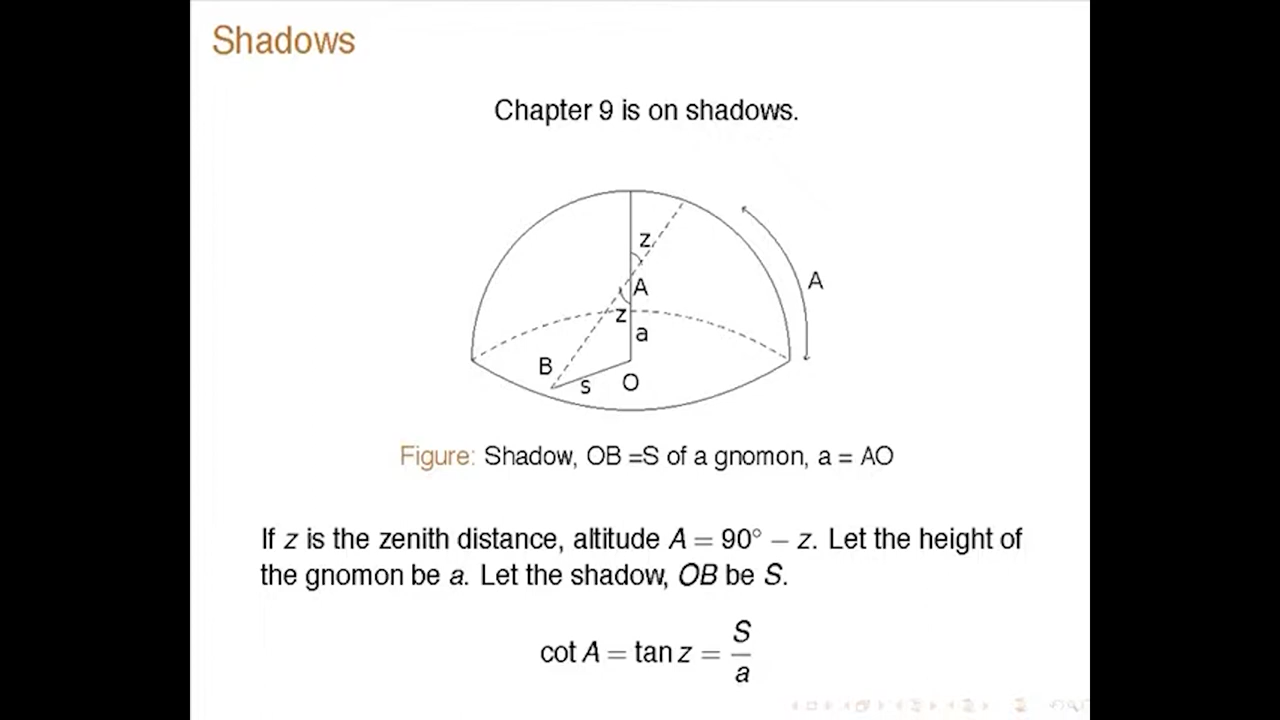 Shadows
Chapter 9 is on shadows.
z
A
A
z
a
B
s
O
Figure: Shadow, OB =S of a gnomon, a = AO
If z is the zenith distance, altitude A = 90° − z. Let the height of
the gnomon be a. Let the shadow, OB be S.
cot A = tan z = S/a